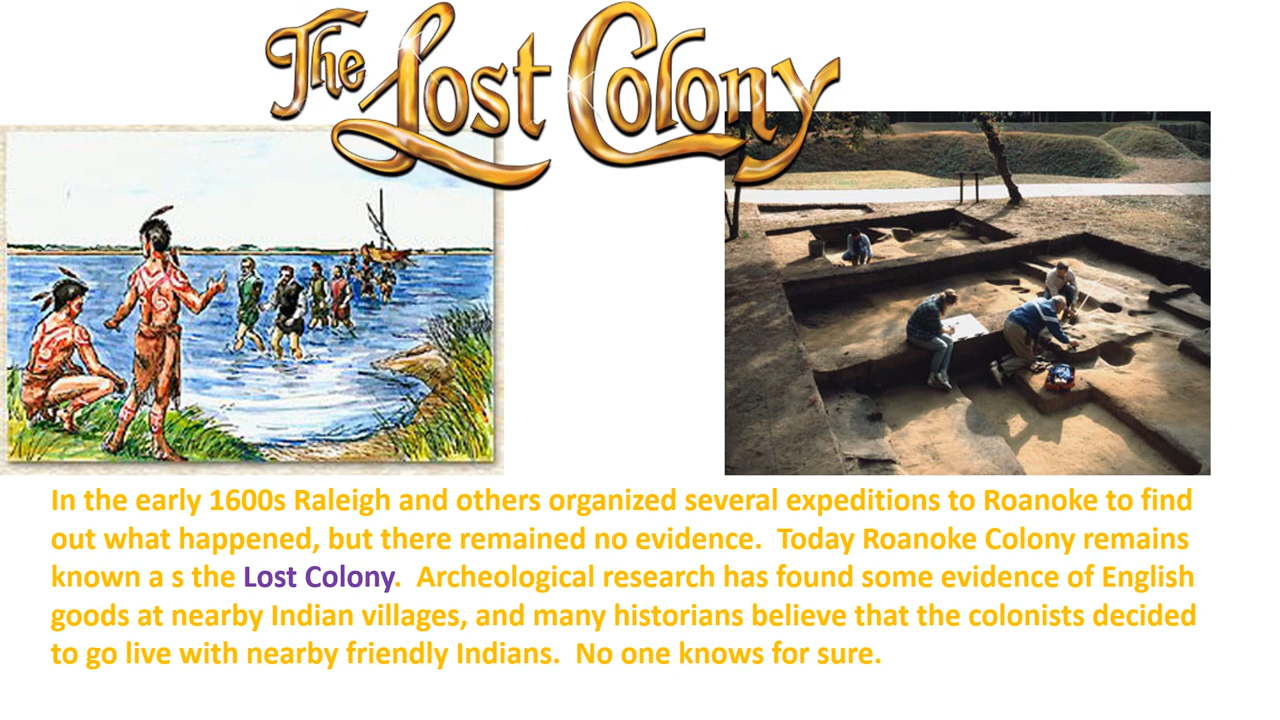 The Lost Colony
In the early 1600s Raleigh and others organized several expeditions to Roanoke to find
out what happened, but there remained no evidence.  Today Roanoke Colony remains
known a s the Lost Colony.  Archeological research has found some evidence of English
goods at nearby Indian villages, and many historians believe that the colonists decided
to go live with nearby friendly Indians.  No one knows for sure.